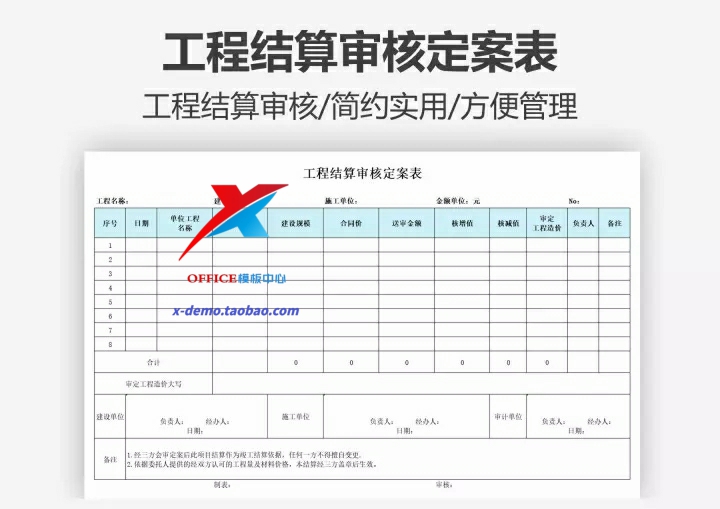 工程结算审核定案表
工程结算审核/简约实用/方便管理
工程结算审核定案表
工程名称: 建 施工单位: 金额单位: 元 No:
序号 日期 单位工程名称 建设规模 合同价 送审金额 核增值 核减值 审定工程造价 负责人 备注
1
2
3
4
5
6
7
8
OFFICE模板中心
x-demo.taobao.com
合计 0 0 0 0 0 0
审定工程造价大写
建设单位 负责人: 经办人: 施工单位 负责人: 经办人: 审计单位 负责人: 经办人:
日期: 日期: 日期:
备注 1.经三方会审定案后此项目结算作为竣工结算依据, 任何一方不得擅自变更.
2.依据委托人提供的经双方认可的工程量及材料价格, 本结算经三方盖章后生效。
制表: 审核: